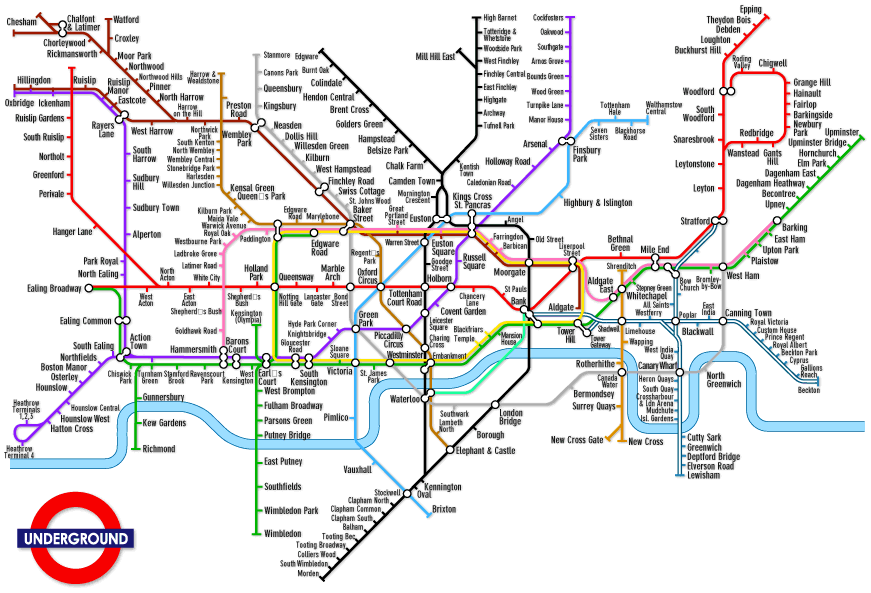 Chesham
Chalfont
& Latimer
Watford
Croxley
Chorleywood
Rickmansworth
Moor Park
Northwood
Northwood Hills
Pinner
North Harrow
Harrow
on the Hill
Hillingdon
Ruislip
Ruislip
Manor
Eastcote
Uxbridge
Ickenham
Ruislip Gardens
South Ruislip
Northolt
Greenford
Perivale
Hanger Lane
Rayners
Lane
West Harrow
South
Harrow
Sudbury
Hill
Sudbury Town
Alperton
Park Royal
North Ealing
Harrow &
Wealdstone
Preston
Road
Northwick
Park
South Kenton
North Wembley
Wembley Central
Stonebridge Park
Harlesden
Willesden Junction
Wembley
Park
Kensal Green
Queen□s Park
Stanmore
Canons Park
Queensbury
Kingsbury
Neasden
Dollis Hill
Willesden Green
Kilburn
West Hampstead
Finchley Road
Swiss Cottage
St. Johns Wood
Baker
Street
Edgware
Burnt Oak
Colindale
Hendon Central
Brent Cross
Golders Green
Hampstead
Belsize Park
Chalk Farm
Camden Town
Mornington
Crescent
Euston
Mill Hill East
High Barnet
Totteridge &
Whetstone
Woodside Park
West Finchley
Finchley Central
East Finchley
Highgate
Archway
Tufnell Park
Kentish
Town
Cockfosters
Oakwood
Southgate
Arnos Grove
Bounds Green
Wood Green
Turnpike Lane
Manor House
Arsenal
Holloway Road
Caledonian Road
Kings Cross
St. Pancras
Tottenham
Hale
Walthamstow
Central
Seven
Sisters
Blackhorse
Road
Finsbury
Park
Highbury & Islington
Epping
Theydon Bois
Debden
Loughton
Buckhurst Hill
Roding
Valley
Chigwell
Grange Hill
Hainault
Fairlop
Barkingside
Newbury
Park
Woodford
South
Woodford
Snaresbrook
Redbridge
Wanstead
Gants
Hill
Leytonstone
Leyton
Stratford
Upminster
Upminster Bridge
Hornchurch
Elm Park
Dagenham East
Dagenham Heathway
Becontree
Upney
Barking
East Ham
Upton Park
Plaistow
West Ham
Bromley-
by-Bow
Bow
Church
Mile End
Bethnal
Green
Shoreditch
Stepney Green
Whitechapel
Aldgate
East
Aldgate
Liverpool
Street
Moorgate
Old Street
Angel
Farringdon
Barbican
Kilburn Park
Maida Vale
Warwick Avenue
Royal Oak
Westbourne Park
Ladbroke Grove
Latimer Road
White City
Paddington
Edgware
Road
Marylebone
Edgware
Road
Great
Portland
Street
Warren Street
Euston
Square
Goodge
Street
Russell
Square
Regent□s
Park
Ealing Broadway
West
Acton
North
Acton
East
Acton
Shepherd□s
Bush
Holland
Park
Notting
Hill Gate
Queensway
Lancaster
Gate
Marble
Arch
Bond
Street
Oxford
Circus
Tottenham
Court Road
Holborn
Chancery
Lane
St Pauls
Bank
Covent Garden
Leicester
Square
Piccadilly
Circus
Charing
Cross
Embankment
Blackfriars
Temple
Mansion
House
Shepherd□s Bush
Goldhawk Road
Kensington
(Olympia)
Ealing Common
Action
Town
South Ealing
Northfields
Boston Manor
Osterley
Hounslow
Hounslow Central
Hounslow West
Hatton Cross
Heathrow
Terminals
1,2,3
Heathrow
Terminal 4
Chiswick
Park
Turnham
Green
Stamford
Brook
Ravenscourt
Park
Hammersmith
Barons
Court
West
Kensington
Earl□s
Court
Gloucester
Road
South
Kensington
Knightsbridge
Hyde Park Corner
Green
Park
Sloane
Square
Victoria
St. James
Park
Westminster
Waterloo
Gunnersbury
Kew Gardens
Richmond
West Brompton
Fulham Broadway
Parsons Green
Putney Bridge
East Putney
Southfields
Wimbledon Park
Wimbledon
Pimlico
Vauxhall
Brixton
Stockwell
Clapham North
Clapham Common
Clapham South
Balham
Tooting Bec
Tooting Broadway
Colliers Wood
South Wimbledon
Morden
Kennington
Oval
Southwark
Lambeth
North
Elephant & Castle
Borough
London
Bridge
Tower
Hill
Tower
Gateway
Shadwell
Limehouse
Westferry
Poplar
All Saints
East
India
Blackwall
Canning Town
Royal Victoria
Custom House
Prince Regent
Royal Albert
Beckton Park
Cyprus
Gallions
Reach
Beckton
Wapping
Rotherhithe
Canada
Water
Bermondsey
Surrey Quays
New Cross Gate
New Cross
West India
Quay
Canary Wharf
Heron Quays
South Quay
Crossharbour
& Ldn Arena
Mudchute
Isl. Gardens
North
Greenwich
Cutty Sark
Greenwich
Deptford Bridge
Elverson Road
Lewisham
UNDERGROUND